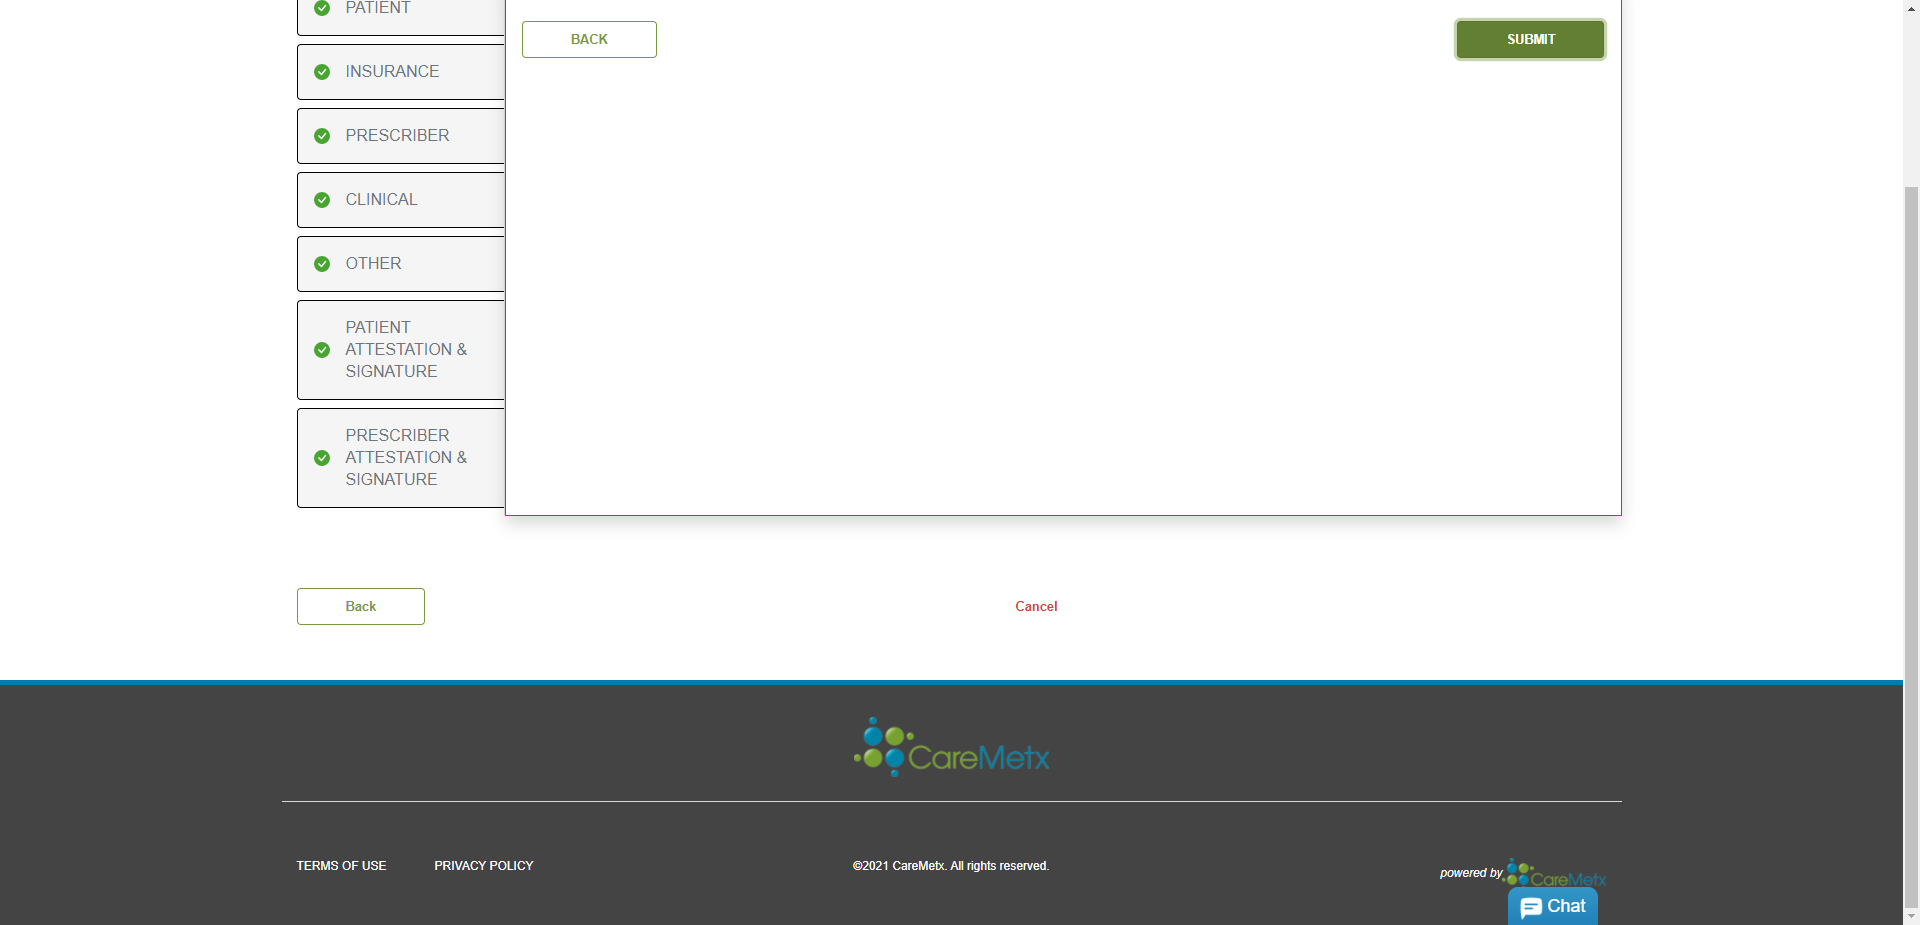 PATIENT
BACK
SUBMIT
INSURANCE
PRESCRIBER
CLINICAL
OTHER
PATIENT
ATTESTATION &
SIGNATURE
PRESCRIBER
ATTESTATION &
SIGNATURE
Back
Cancel
CareMetx
TERMS OF USE
PRIVACY POLICY
©2021 CareMetx. All rights reserved.
powered by CareMetx
Chat